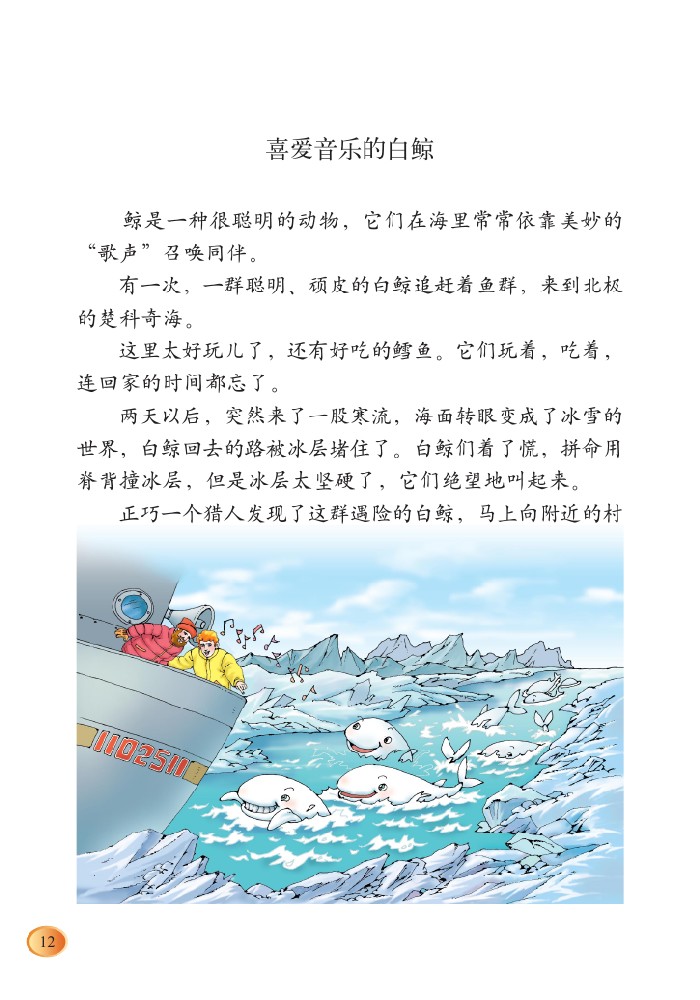 喜爱音乐的白鲸
鲸是一种很聪明的动物，它们在海里常常依靠美妙的
“歌声”召唤同伴。
有一次，一群聪明、顽皮的白鲸追赶着鱼群，来到北极
的楚科奇海。
这里太好玩儿了，还有好吃的鳕鱼。它们玩着，吃着，
连回家的时间都忘了。
两天以后，突然来了一股寒流，海面转眼变成了冰雪的
世界，白鲸回去的路被冰层堵住了。白鲸们着了慌，拼命用
脊背撞冰层，但是冰层太坚硬了，它们绝望地叫起来。
正巧一个猎人发现了这群遇险的白鲸，马上向附近的村
1102511
12